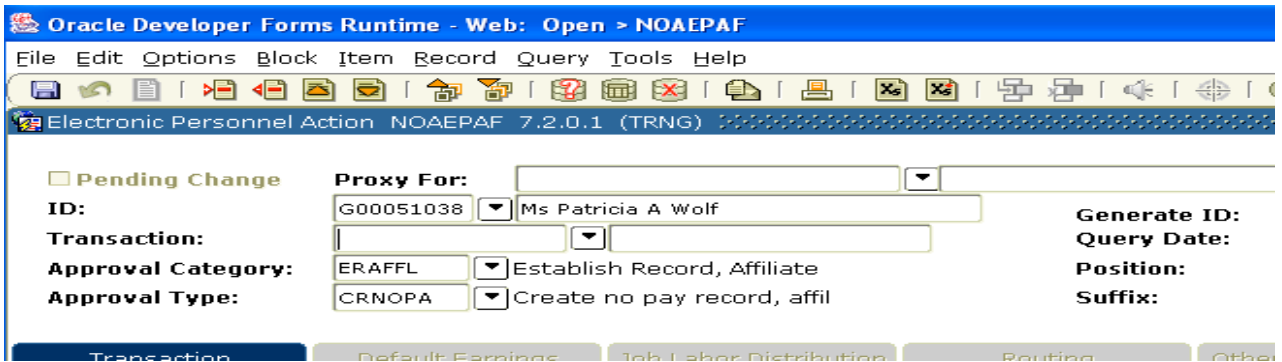 Oracle Developer Forms Runtime - Web: Open > NOAEPAF
File Edit Options Block Item Record Query Tools Help
Electronic Personnel Action NOAEPAF 7.2.0.1 (TRNG)
Pending Change Proxy For:
ID: G00051038 Ms Patricia A Wolf Generate ID:
Transaction: Query Date:
Approval Category: ERAFFL Establish Record, Affiliate Position:
Approval Type: CRNOPA Create no pay record, affil Suffix:
Transaction Default Earnings Job Labor Distribution Routing Othe